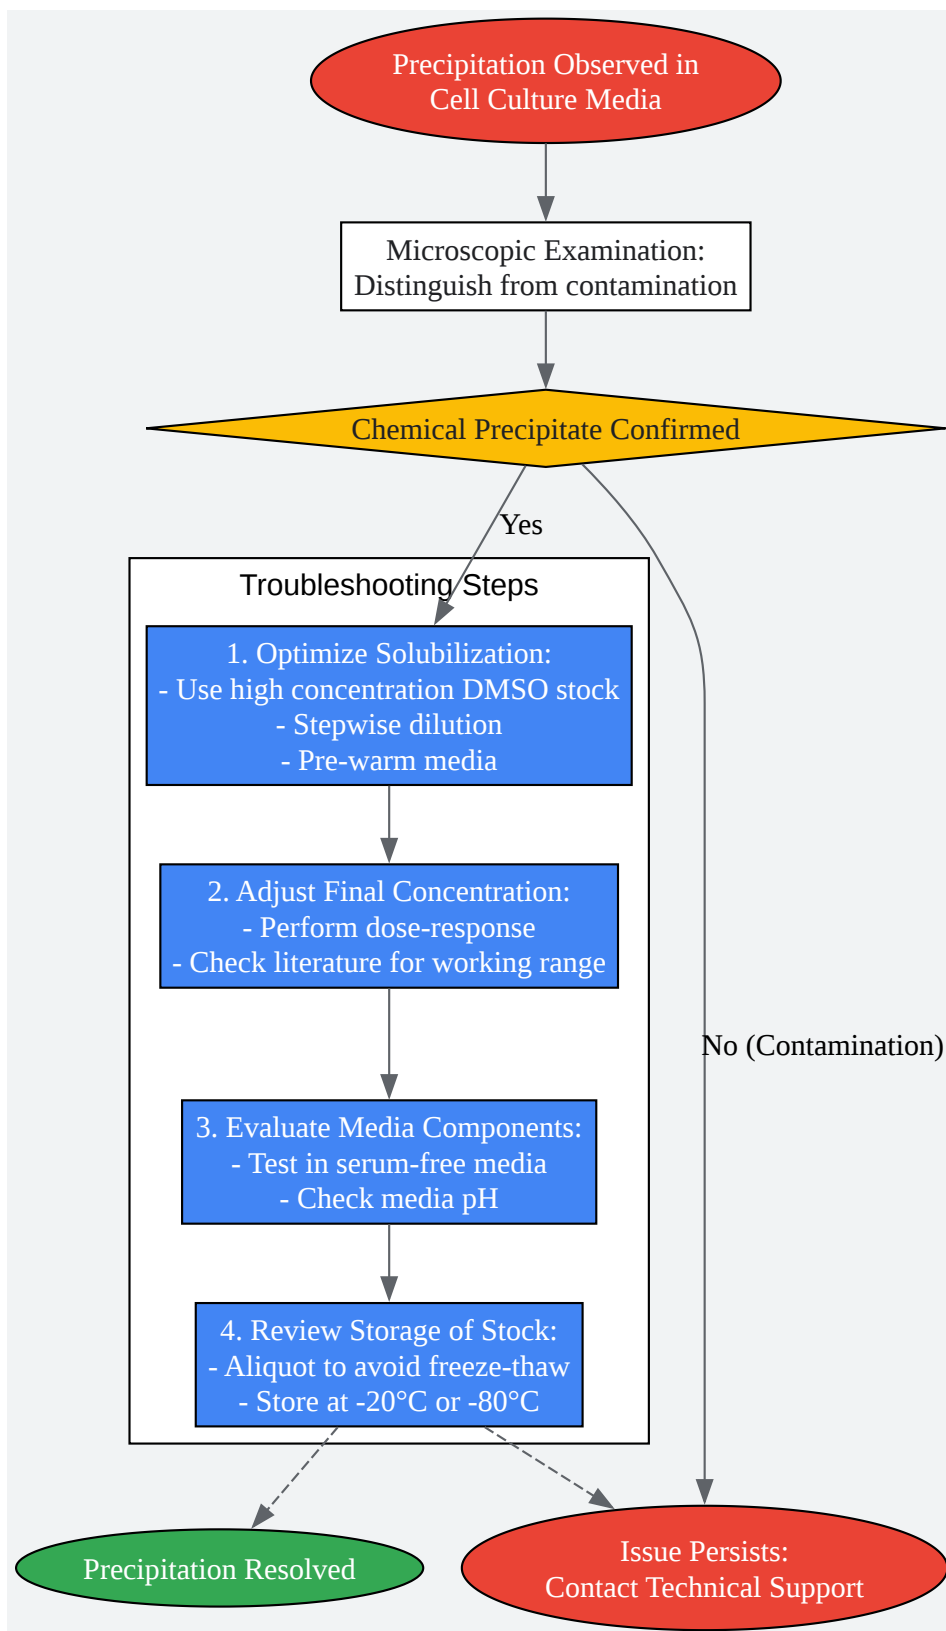 Precipitation Observed in
Cell Culture Media
Microscopic Examination:
Distinguish from contamination
Chemical Precipitate Confirmed
Yes
Troubleshooting Steps
1. Optimize Solubilization:
- Use high concentration DMSO stock
- Stepwise dilution
- Pre-warm media
2. Adjust Final Concentration:
- Perform dose-response
- Check literature for working range
No (Contamination)
3. Evaluate Media Components:
- Test in serum-free media
- Check media pH
4. Review Storage of Stock:
- Aliquot to avoid freeze-thaw
- Store at -20°C or -80°C
Precipitation Resolved
Issue Persists:
Contact Technical Support